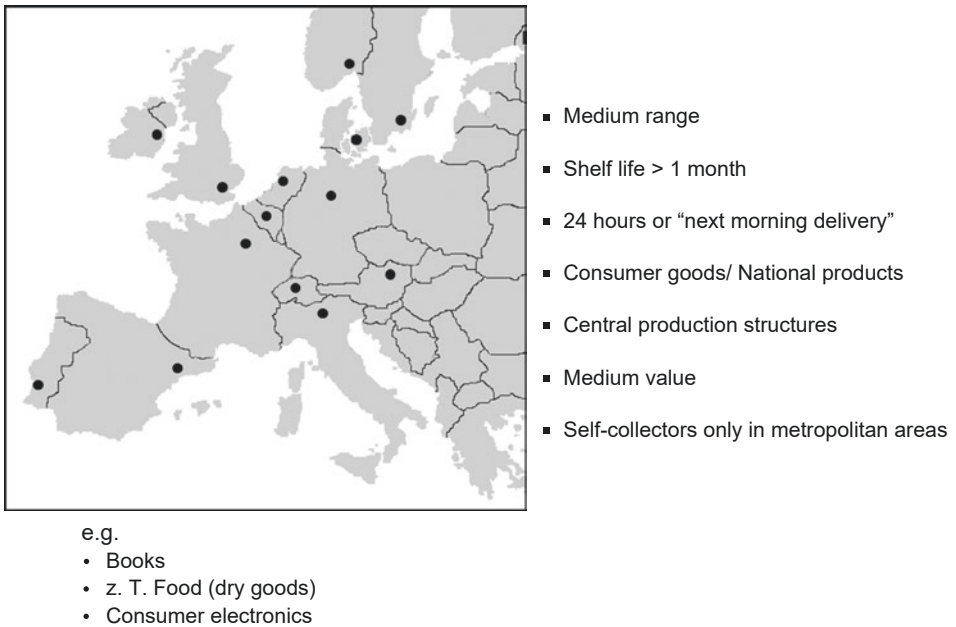 Medium range
Shelf life > 1 month
24 hours or “next morning delivery”
Consumer goods/ National products
Central production structures
Medium value
Self-collectors only in metropolitan areas
e.g.
Books
z. T. Food (dry goods)
Consumer electronics